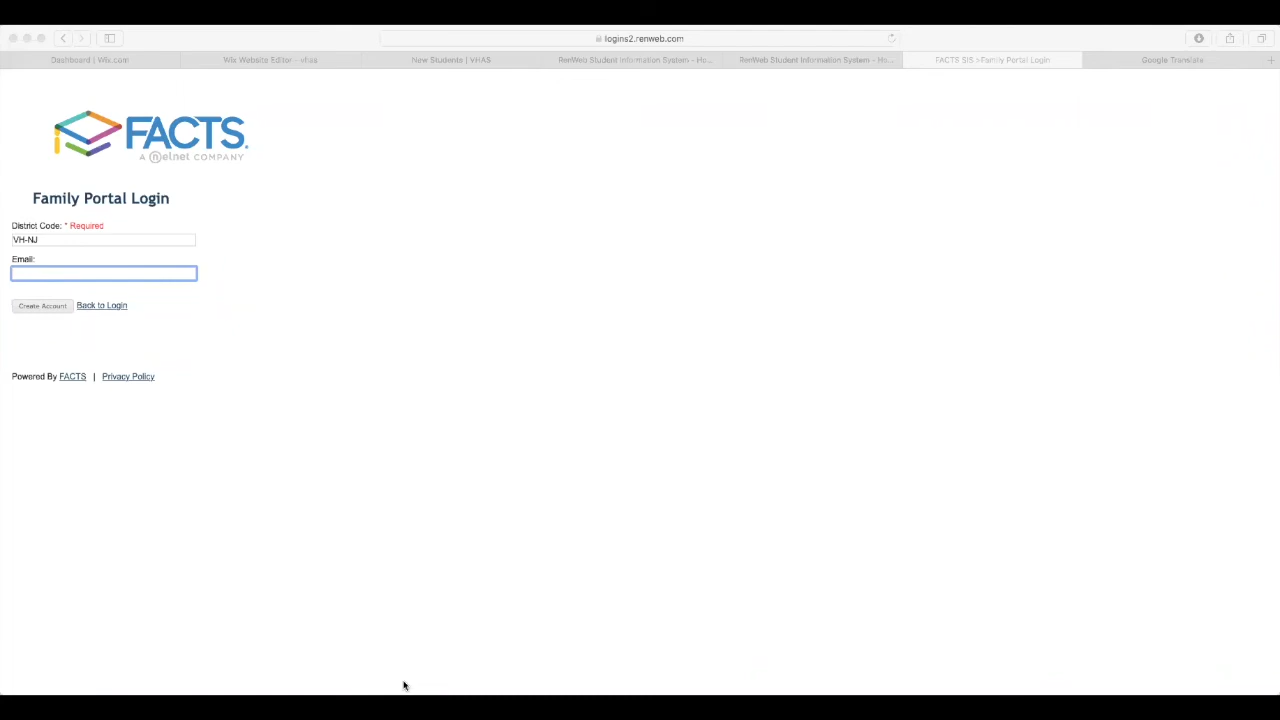 logins2.renweb.com
Dashboard | Wix.com
Wix Website Editor - vhas
New Students | VHAS
RenWeb Student Information System - Ho...
RenWeb Student Information System - Ho...
FACTS SIS >Family Portal Login
Google Translate
FACTS.
A nelnet COMPANY
Family Portal Login
District Code: * Required
VH-NJ
Email:
Create Account Back to Login
Powered By FACTS | Privacy Policy